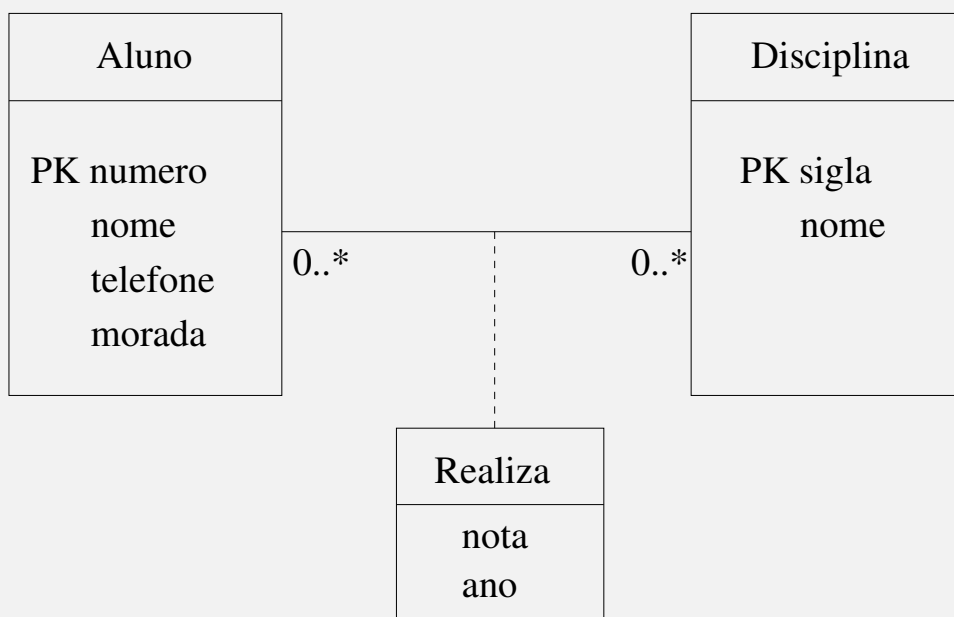 Aluno
PK numero
nome
telefone
morada
0..*
0..*
Disciplina
PK sigla
nome
Realiza
nota
ano